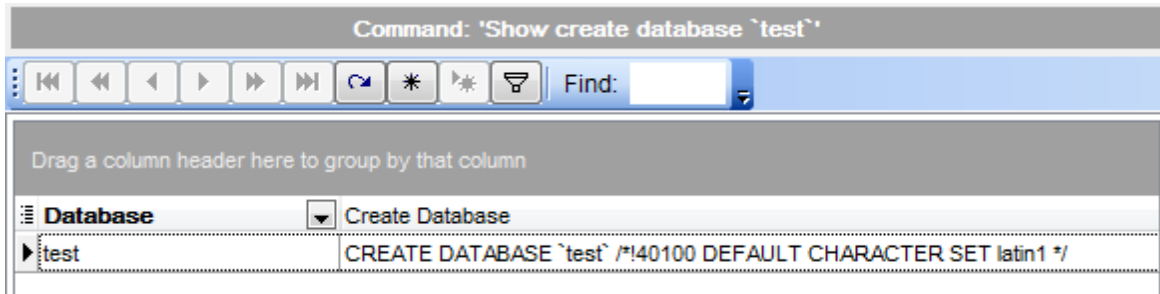 Command: 'Show create database `test`'
Find:
Drag a column header here to group by that column
Database Create Database
test CREATE DATABASE `test` /*!40100 DEFAULT CHARACTER SET latin1 */